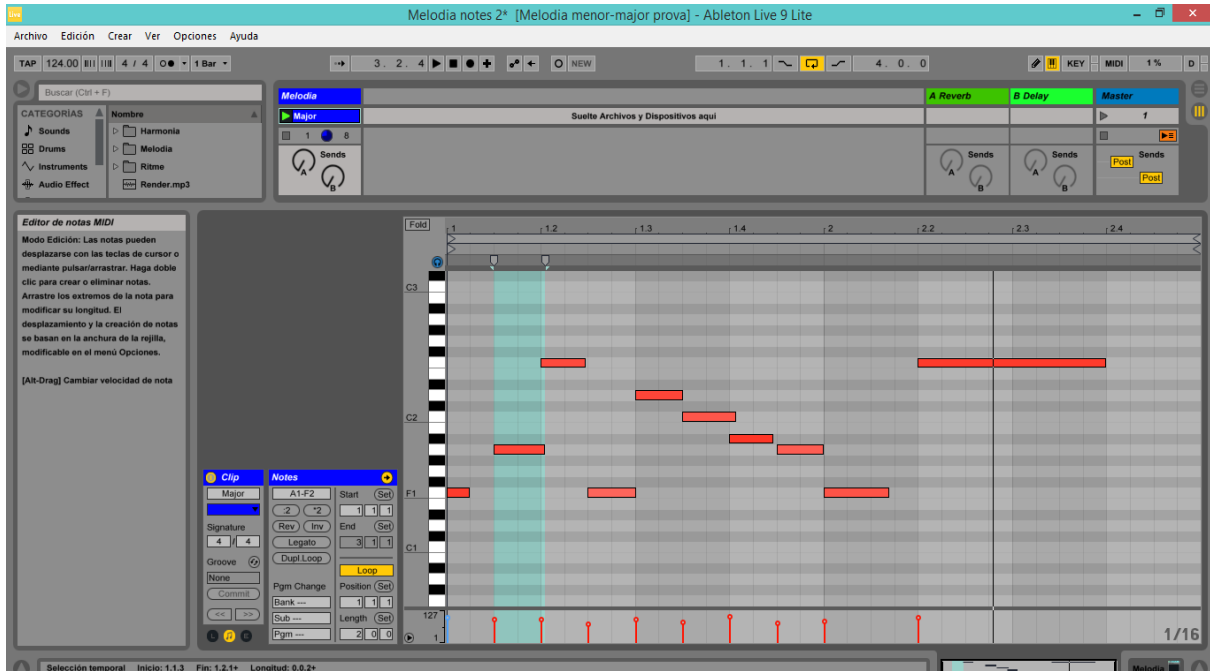 Live
Melodia notes 2* [Melodia menor-major prova] - Ableton Live 9 Lite
Archivo Edición Crear Ver Opciones Ayuda
TAP 124.00 4 / 4 1 Bar 3. 2. 4 NEW 1. 1. 1 4. 0. 0 KEY MIDI 1 % D
Buscar (Ctrl + F)
CATEGORÍAS
Sounds
Drums
Instruments
Audio Effect
Nombre
Harmonia
Melodia
Ritme
Render.mp3
Melodia A Reverb B Delay Master
Major Suelte Archivos y Dispositivos aquí 1
1 8
Sends Sends Sends Sends
A A A Post
B B B Post
Editor de notas MIDI
Modo Edición: Las notas pueden
desplazarse con las teclas de cursor o
mediante pulsar/arrastrar. Haga doble
clic para crear o eliminar notas.
Arrastre los extremos de la nota para
modificar su longitud. El
desplazamiento y la creación de notas
se basan en la anchura de la rejilla,
modificable en el menú Opciones.
[Alt-Drag] Cambiar velocidad de nota
Clip
Major
Signature
4 / 4
Groove
None
Commit
<< >>
Notes
A1-F2
:2 *2
Rev Inv
Legato
Dupl.Loop
Pgm Change
Bank ---
Sub ---
Pgm ---
Start Set
1 1 1
End Set
3 1 1
Loop
Position Set
1 1 1
Length Set
2 0 0
Fold 1 1.2 1.3 1.4 2 2.2 2.3 2.4
C3
C2
F1
C1
127
1
1/16
Selección temporal Inicio: 1.1.3 Fin: 1.2.1+ Longitud: 0.0.2+
Melodia